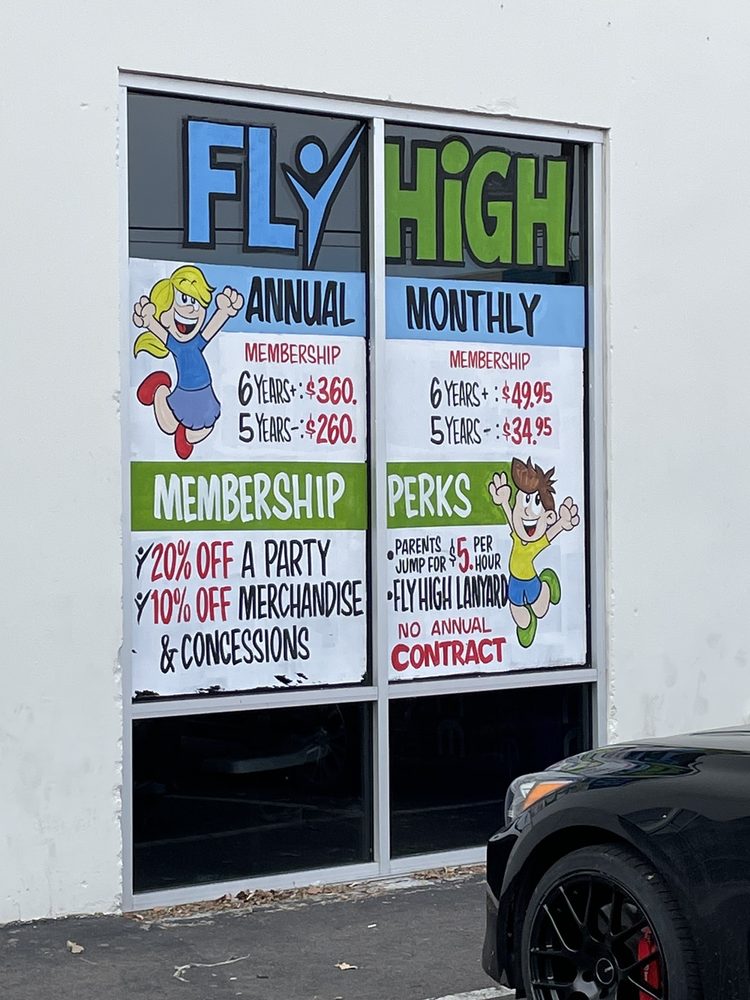 FLY HiGH
ANNUAL
MEMBERSHIP
6 YEARS+: $360.
5 YEARS-: $260.
MONTHLY
MEMBERSHIP
6 YEARS+: $49.95
5 YEARS-: $34.95
MEMBERSHIP PERKS
20% OFF A PARTY
10% OFF MERCHANDISE
& CONCESSIONS
• PARENTS JUMP FOR $5. PER HOUR
• FLY HIGH LANYARD
NO ANNUAL
CONTRACT